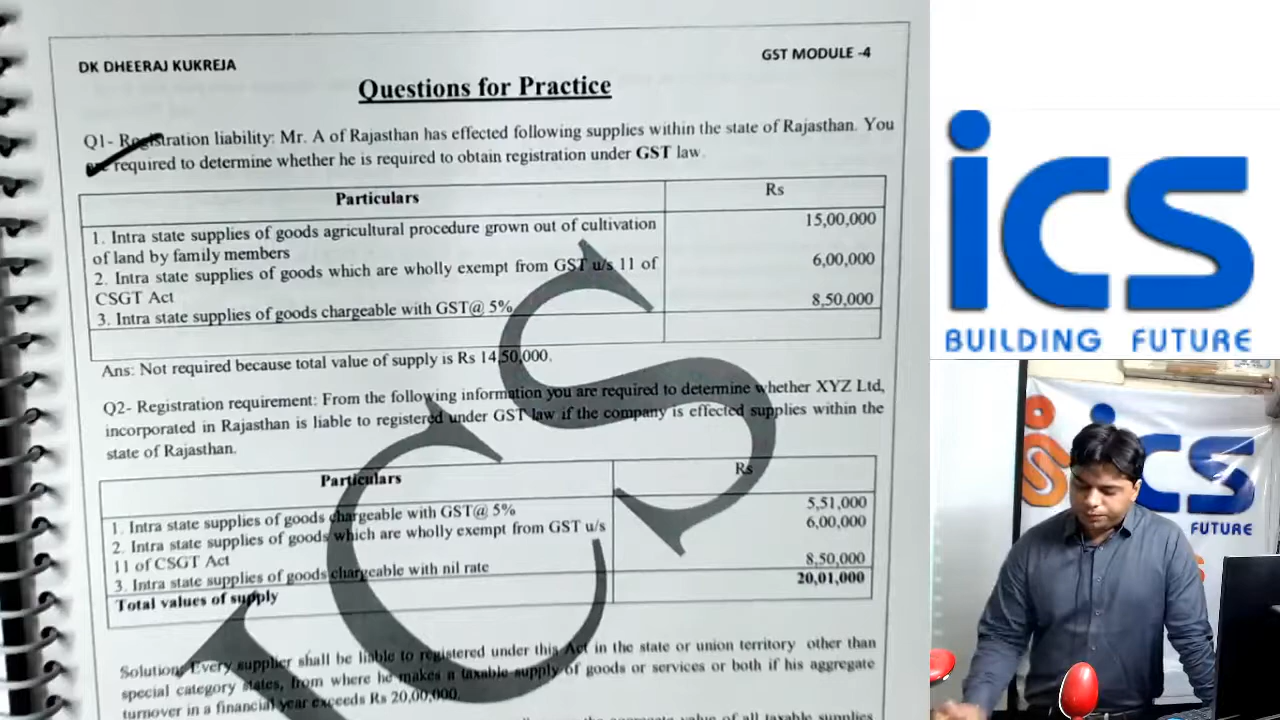 DK DHEERAJ KUKREJA
GST MODULE -4
Questions for Practice
Q1- Registration liability: Mr. A of Rajasthan has effected following supplies within the state of Rajasthan. You
are required to determine whether he is required to obtain registration under GST law.
Particulars
Rs
1. Intra state supplies of goods agricultural procedure grown out of cultivation
15,00,000
of land by family members
2. Intra state supplies of goods which are wholly exempt from GST u/s 11 of
6,00,000
CSGT Act
3. Intra state supplies of goods chargeable with GST@ 5%
8,50,000
Ans: Not required because total value of supply is Rs 14,50,000.
Q2- Registration requirement: From the following information you are required to determine whether XYZ Ltd,
incorporated in Rajasthan is liable to registered under GST law if the company is effected supplies within the
state of Rajasthan.
Particulars
Rs
1. Intra state supplies of goods chargeable with GST@ 5%
5,51,000
2. Intra state supplies of goods which are wholly exempt from GST u/s
6,00,000
11 of CSGT Act
3. Intra state supplies of goods chargeable with nil rate
8,50,000
Total values of supply
20,01,000
Solution: Every supplier shall be liable to registered under this Act in the state or union territory other than
special category states, from where he makes a taxable supply of goods or services or both if his aggregate
turnover in a financial year exceeds Rs 20,00,000.
the aggregate value of all taxable supplies
ICS
ics
BUILDING FUTURE
ics
FUTURE